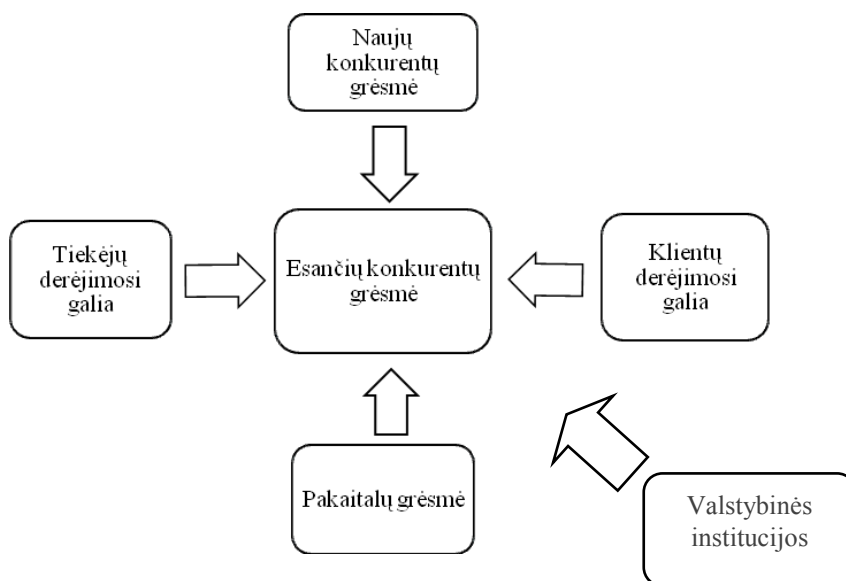 Naujų
konkurentų
grėsmė
Tiekėjų
derėjimosi
galia
Esančių konkurentų
grėsmė
Klientų
derėjimosi
galia
Pakaitalų grėsmė
Valstybinės
institucijos